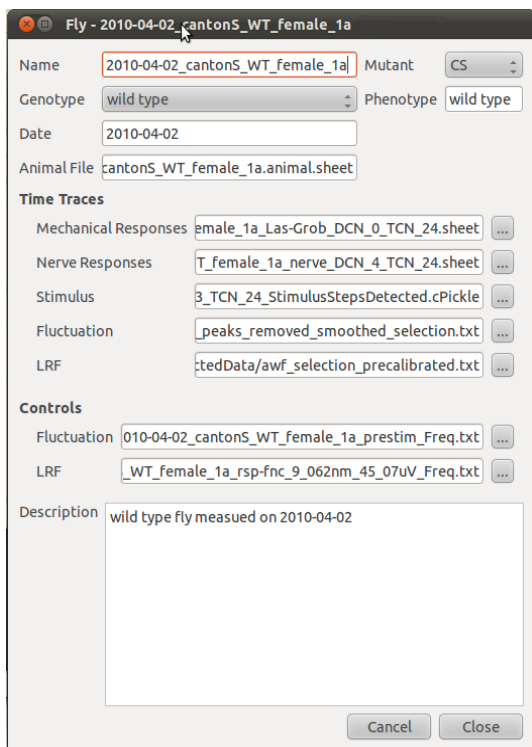 Fly - 2010-04-02_cantonS_WT_female_1a
Name 2010-04-02_cantonS_WT_female_1a Mutant CS
Genotype wild type Phenotype wild type
Date 2010-04-02
Animal File cantonS_WT_female_1a.animal.sheet
Time Traces
Mechanical Responses emale_1a_Las-Grob_DCN_0_TCN_24.sheet ...
Nerve Responses T_female_1a_nerve_DCN_4_TCN_24.sheet ...
Stimulus 3_TCN_24_StimulusStepsDetected.cPickle ...
Fluctuation _peaks_removed_smoothed_selection.txt ...
LRF ctedData/awf_selection_precalibrated.txt ...
Controls
Fluctuation 010-04-02_cantonS_WT_female_1a_prestim_Freq.txt ...
LRF _WT_female_1a_rsp-fnc_9_062nm_45_07uV_Freq.txt ...
Description wild type fly measued on 2010-04-02
Cancel Close